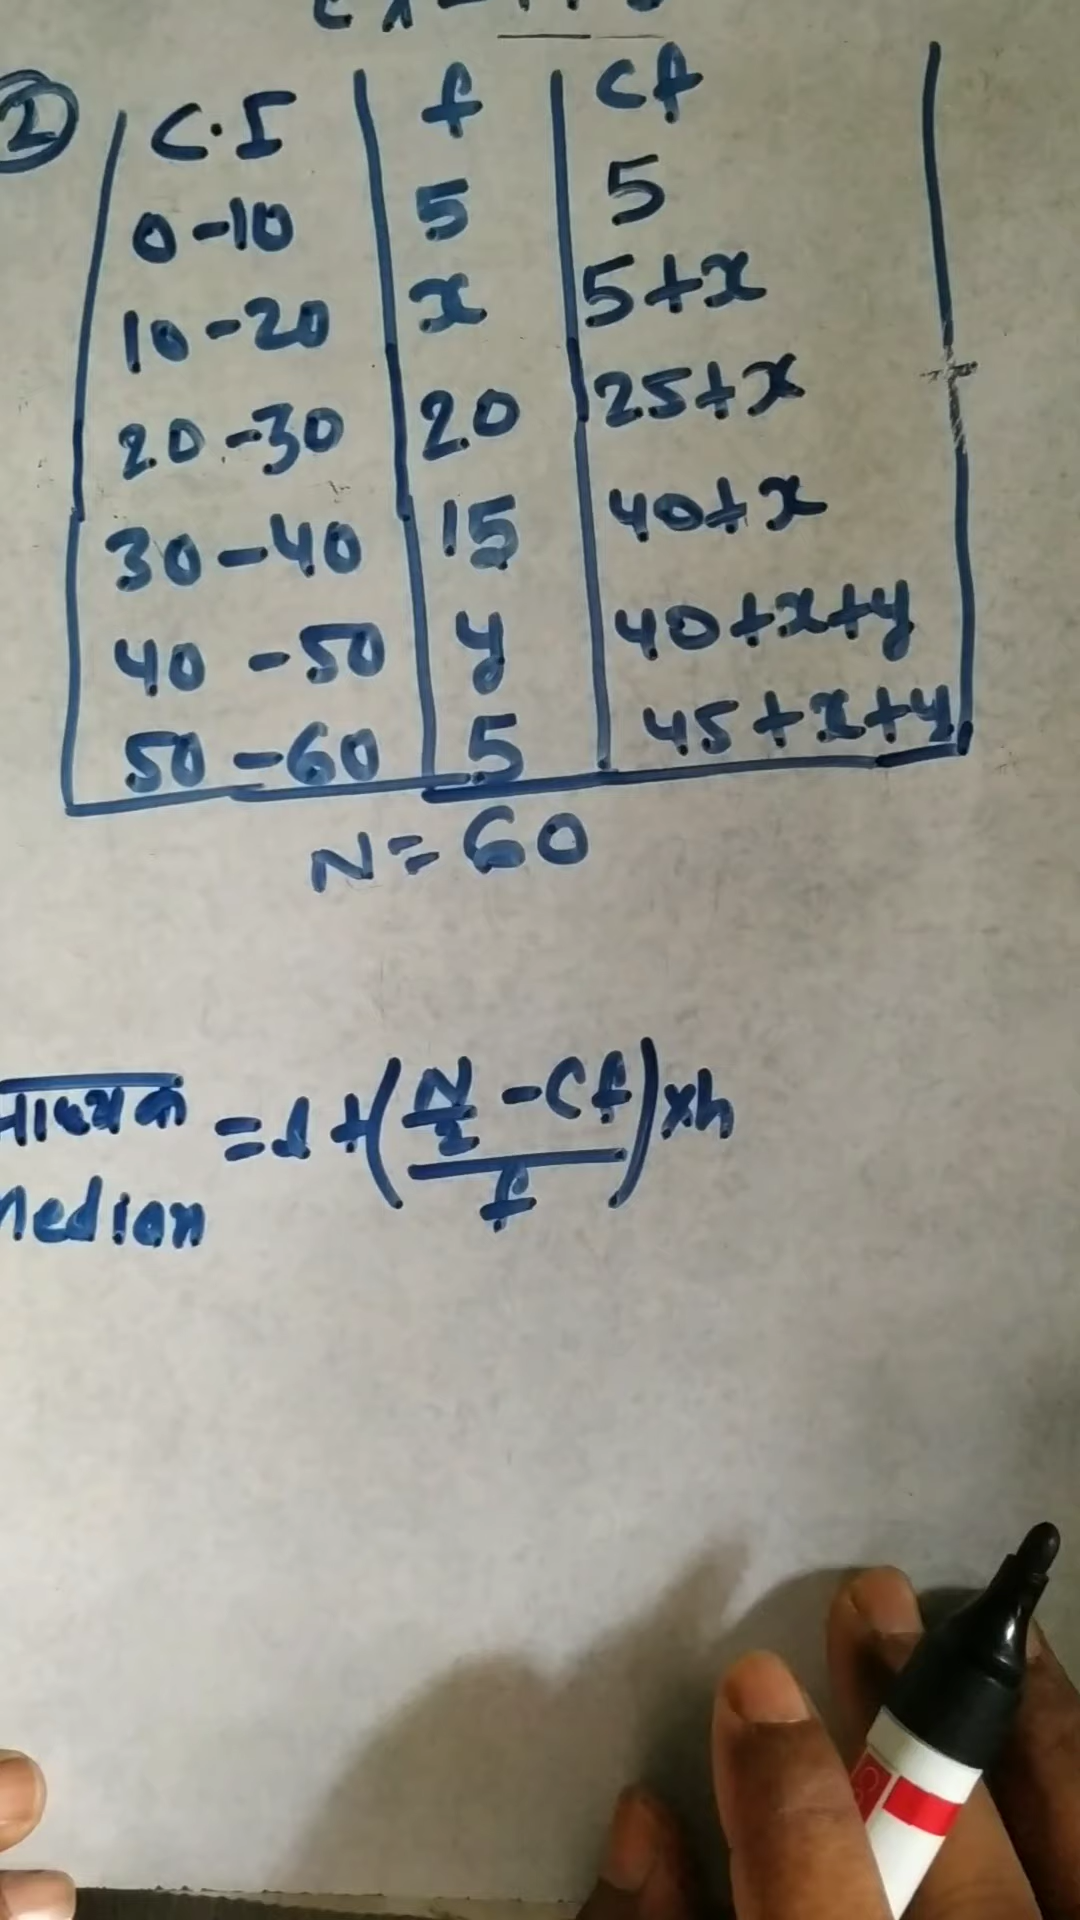 2
C.I f cf
0-10 5 5
10-20 x 5+x
20-30 20 25+x
30-40 15 40+x
40-50 y 40+x+y
50-60 5 45+x+y
N=60
माध्यक = l+(N/2 -cf/f)xh
Median